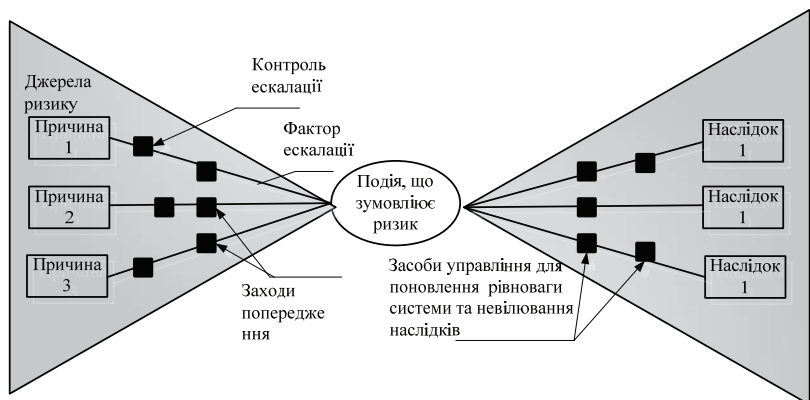 Контроль
ескалації
Джерела
ризику
Причина
1
Фактор
ескалації
Причина
2
Причина
3
Заходи
попередже
ння
Подія, що
зумовлює
ризик
Наслідок
1
Наслідок
1
Наслідок
1
Засоби управління для
поновлення рівноваги
системи та невілювання
наслідків